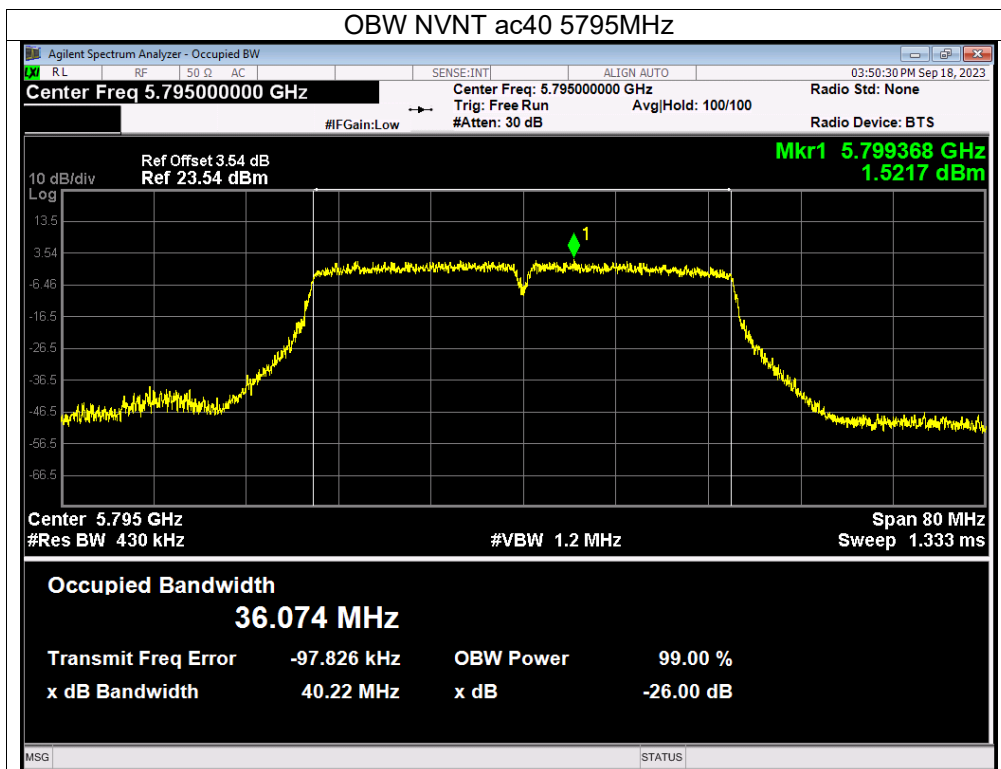 OBW NVNT ac40 5795MHz
Agilent Spectrum Analyzer - Occupied BW
LXI RL RF 50 Ω AC SENSE:INT ALIGN AUTO 03:50:30 PM Sep 18, 2023
Center Freq 5.795000000 GHz Center Freq: 5.795000000 GHz Radio Std: None
Trig: Free Run Avg|Hold: 100/100
#IFGain:Low #Atten: 30 dB Radio Device: BTS
Mkr1 5.799368 GHz
1.5217 dBm
Ref Offset 3.54 dB
10 dB/div Ref 23.54 dBm
Log
13.5
1
3.54
-6.46
-16.5
-26.5
-36.5
-46.5
-56.5
-66.5
Center 5.795 GHz Span 80 MHz
#Res BW 430 kHz #VBW 1.2 MHz Sweep 1.333 ms
Occupied Bandwidth
36.074 MHz
Transmit Freq Error -97.826 kHz OBW Power 99.00 %
x dB Bandwidth 40.22 MHz x dB -26.00 dB
MSG STATUS